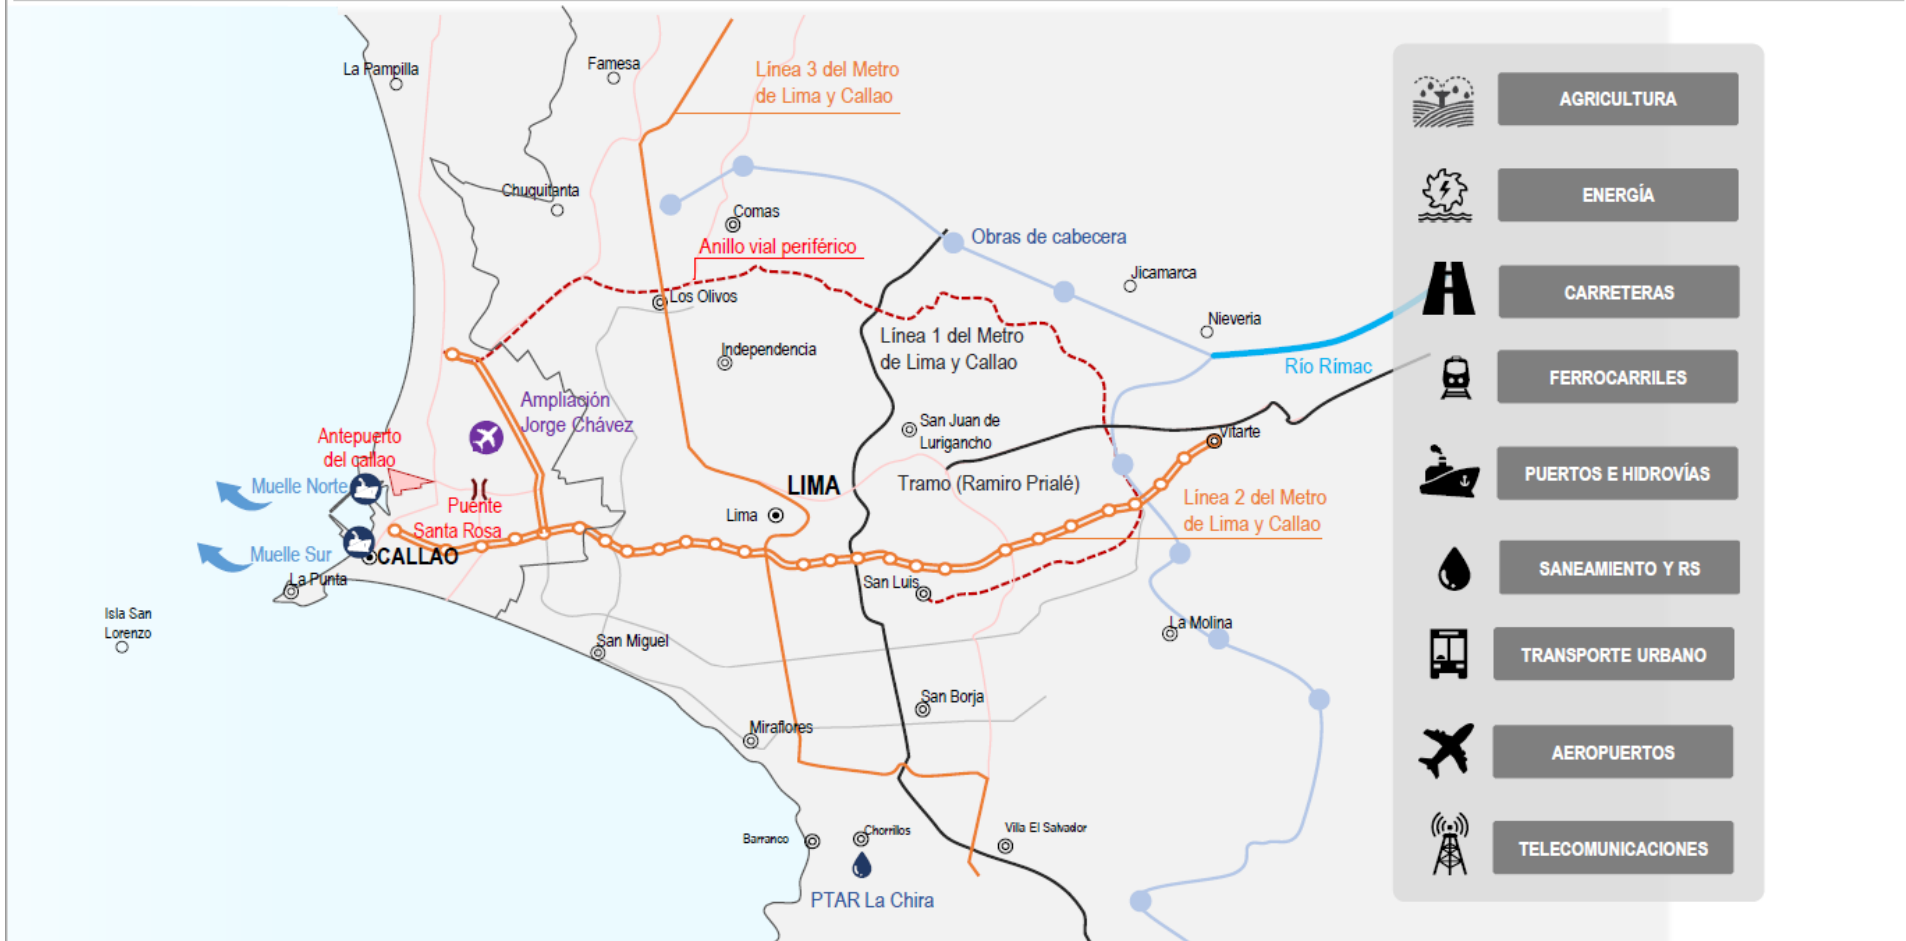 La Pampilla
Famesa
Línea 3 del Metro
de Lima y Callao
Chuquitanta
Comas
Anillo vial periférico
Obras de cabecera
Jicamarca
Los Olivos
Nieveria
Independencia
Línea 1 del Metro
de Lima y Callao
Río Rímac
Ampliación
Jorge Chávez
San Juan de
Lurigancho
Vitarte
Antepuerto
del callao
Muelle Norte
Puente
Santa Rosa
LIMA
Lima
Tramo (Ramiro Prialé)
Línea 2 del Metro
de Lima y Callao
Muelle Sur
CALLAO
La Punta
San Luis
Isla San
Lorenzo
San Miguel
La Molina
San Borja
Miraflores
Barranco
Chorrillos
Villa El Salvador
PTAR La Chira
AGRICULTURA
ENERGÍA
CARRETERAS
FERROCARRILES
PUERTOS E HIDROVÍAS
SANEAMIENTO Y RS
TRANSPORTE URBANO
AEROPUERTOS
TELECOMUNICACIONES